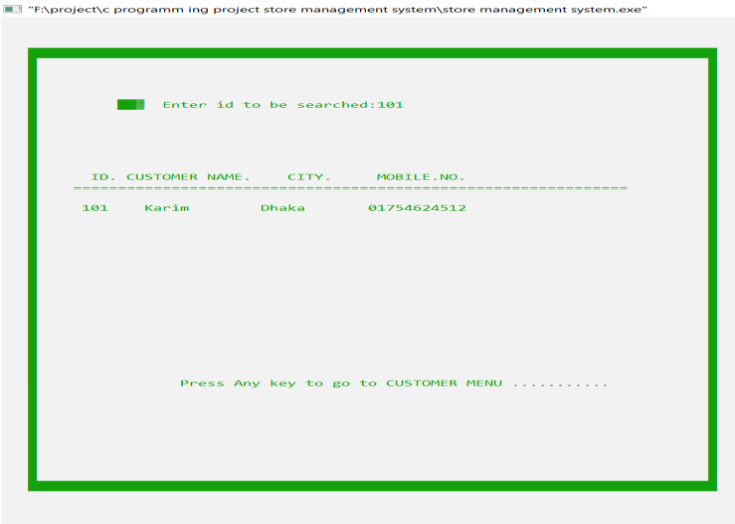 "F:\project\c programm ing project store management system\store management system.exe"
Enter id to be searched:101
ID. CUSTOMER NAME. CITY. MOBILE.NO.
==============================================================
101 Karim Dhaka 01754624512
Press Any key to go to CUSTOMER MENU ...........